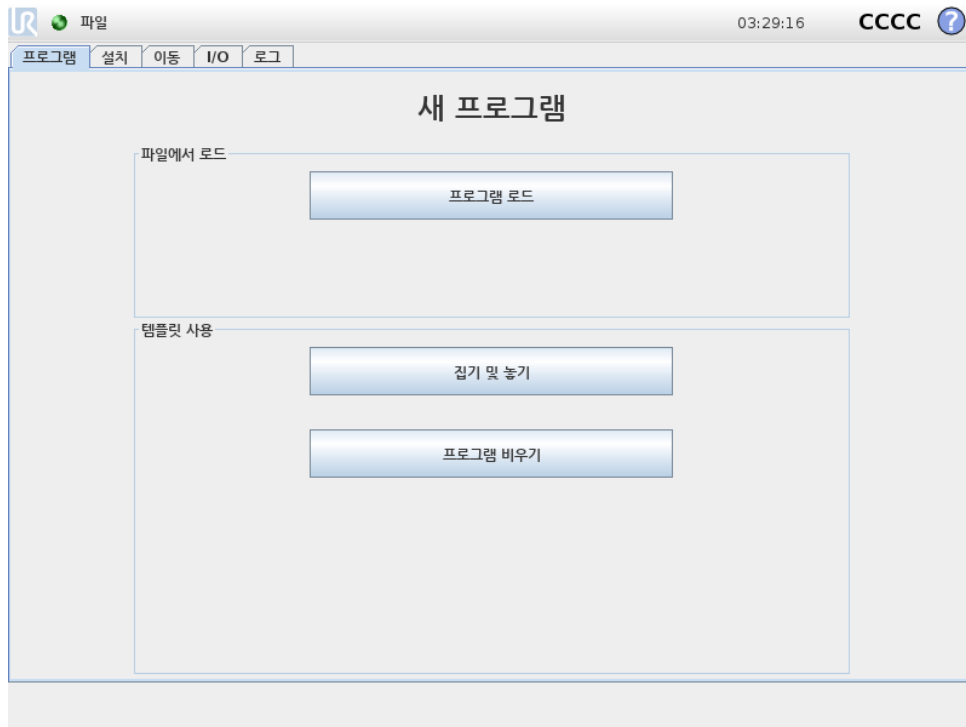 UR 파일 03:29:16 CCCC ?
프로그램 설치 이동 I/O 로그
새 프로그램
파일에서 로드
프로그램 로드
템플릿 사용
집기 및 놓기
프로그램 비우기